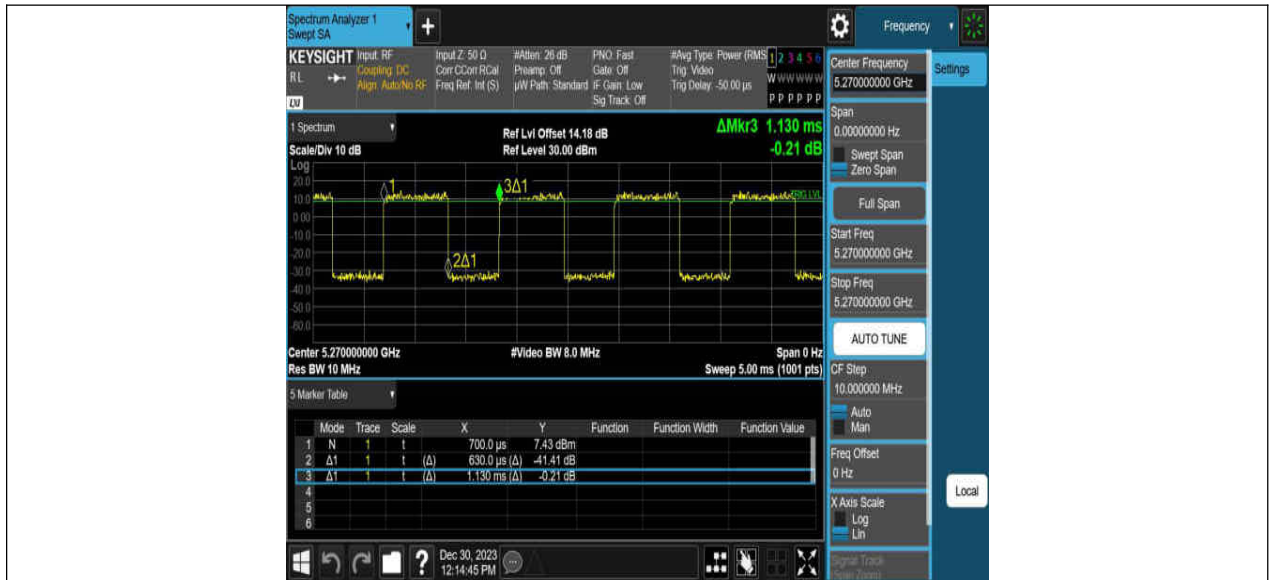 Spectrum Analyzer 1
Swept SA
+
Frequency
KEYSIGHT Input: RF Input Z: 50 Ω #Atten: 26 dB PNO: Fast #Avg Type: Power (RMS 1 2 3 4 5 6
RL Coupling: DC Corr CCorr RCal Preamp: Off Gate: Off Trig: Video W W W W W W
Align: Auto/No RF Freq Ref: Int (S) µW Path: Standard IF Gain: Low Trig Delay: -50.00 µs P P P P P P
LXI Sig Track: Off
1 Spectrum
Scale/Div 10 dB
Ref Lvl Offset 14.18 dB
Ref Level 30.00 dBm
ΔMkr3 1.130 ms
-0.21 dB
Log
20.0
10.0
0.00
-10.0
-20.0
-30.0
-40.0
-50.0
-60.0
1
3Δ1
2Δ1
TRIG LVL
Center 5.270000000 GHz #Video BW 8.0 MHz Span 0 Hz
Res BW 10 MHz Sweep 5.00 ms (1001 pts)
5 Marker Table
Mode Trace Scale X Y Function Function Width Function Value
1 N 1 t 700.0 µs 7.43 dBm
2 Δ1 1 t (Δ) 630.0 µs (Δ) -41.41 dB
3 Δ1 1 t (Δ) 1.130 ms (Δ) -0.21 dB
4
5
6
?
Dec 30, 2023
12:14:45 PM
Center Frequency
5.270000000 GHz
Settings
Span
0.00000000 Hz
Swept Span
Zero Span
Full Span
Start Freq
5.270000000 GHz
Stop Freq
5.270000000 GHz
AUTO TUNE
CF Step
10.000000 MHz
Auto
Man
Freq Offset
0 Hz
X Axis Scale
Log
Lin
Signal Track
(Span Zoom)
Local